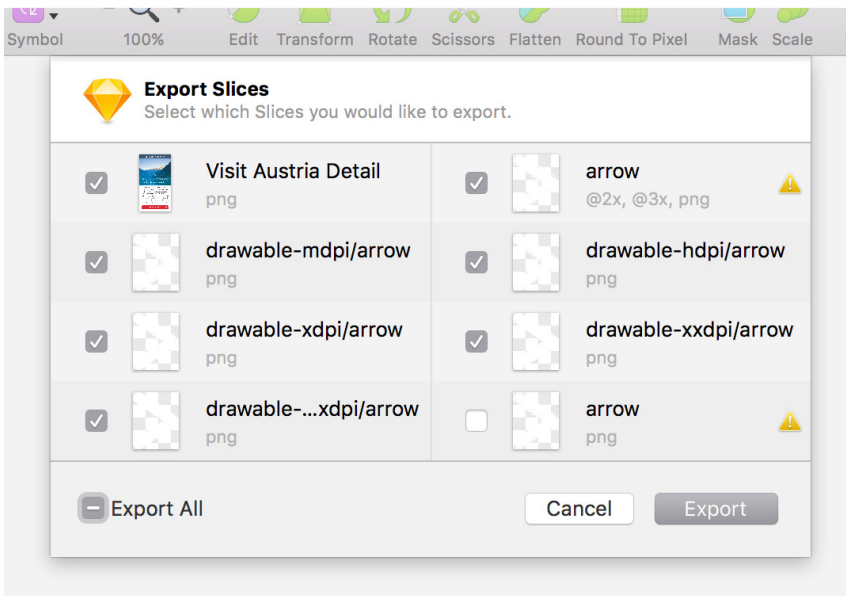 Symbol 100% Edit Transform Rotate Scissors Flatten Round To Pixel Mask Scale
Export Slices
Select which Slices you would like to export.
Visit Austria Detail
png
arrow
@2x, @3x, png
drawable-mdpi/arrow
png
drawable-hdpi/arrow
png
drawable-xdpi/arrow
png
drawable-xxdpi/arrow
png
drawable-...xdpi/arrow
png
arrow
png
Export All
Cancel
Export